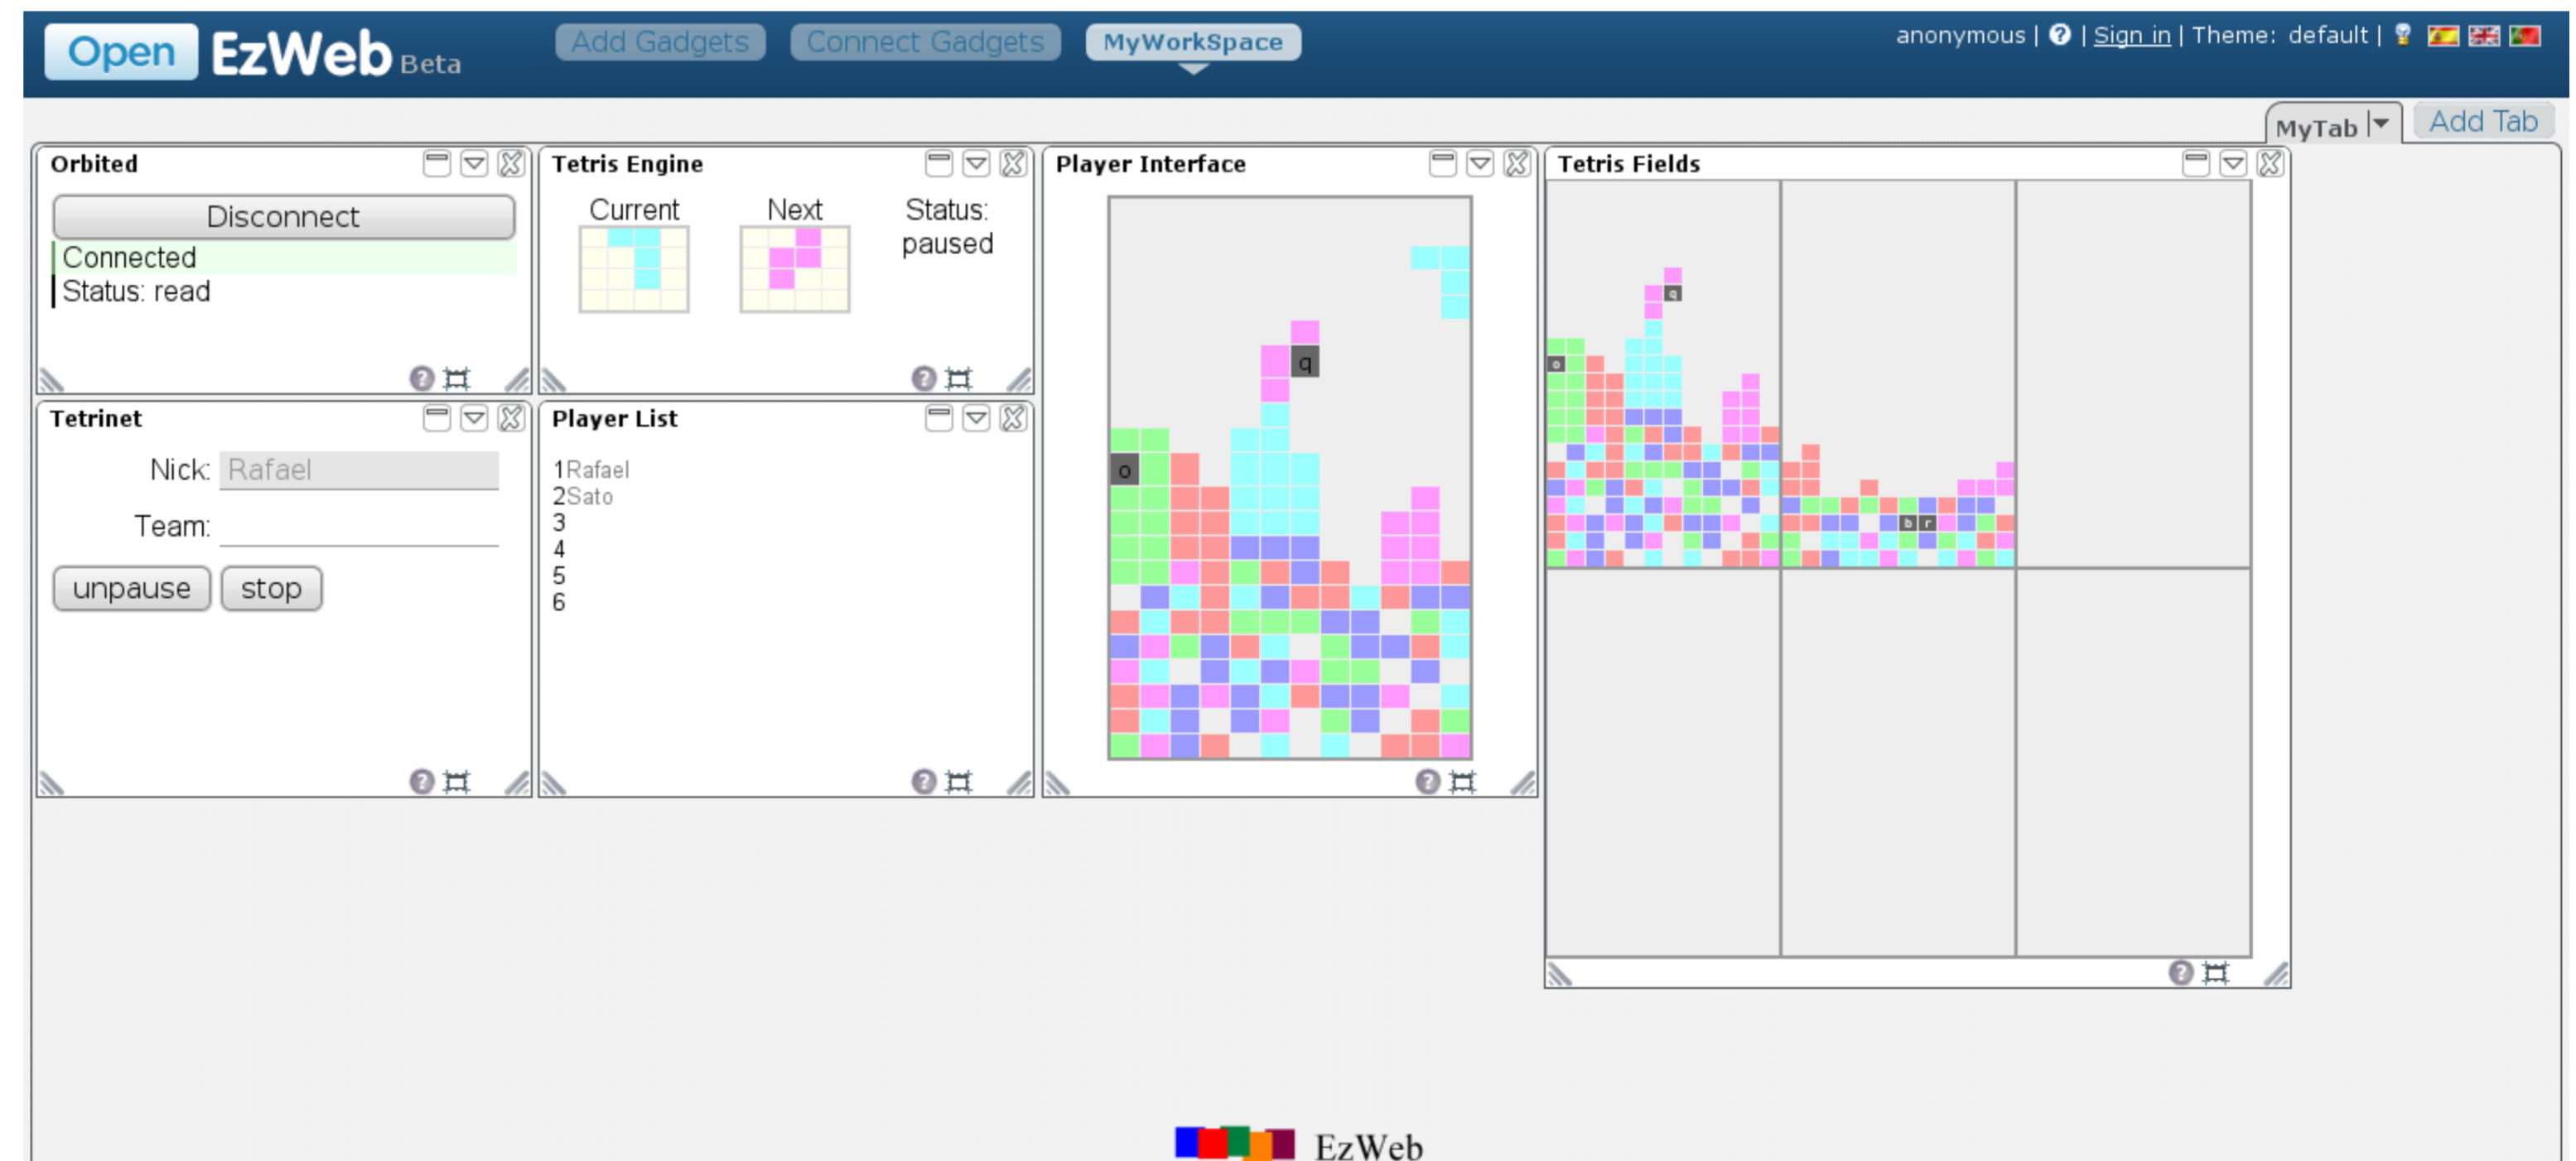 Open EzWeb Beta
Add Gadgets Connect Gadgets MyWorkSpace
anonymous | ? | Sign in | Theme: default |
MyTab Add Tab
Orbited
Disconnect
Connected
Status: read
Tetris Engine
Current Next Status:
paused
Tetrinet
Nick: Rafael
Team:
unpause stop
Player List
1Rafael
2Sato
3
4
5
6
Player Interface
q
o
Tetris Fields
q
o
b r
EzWeb